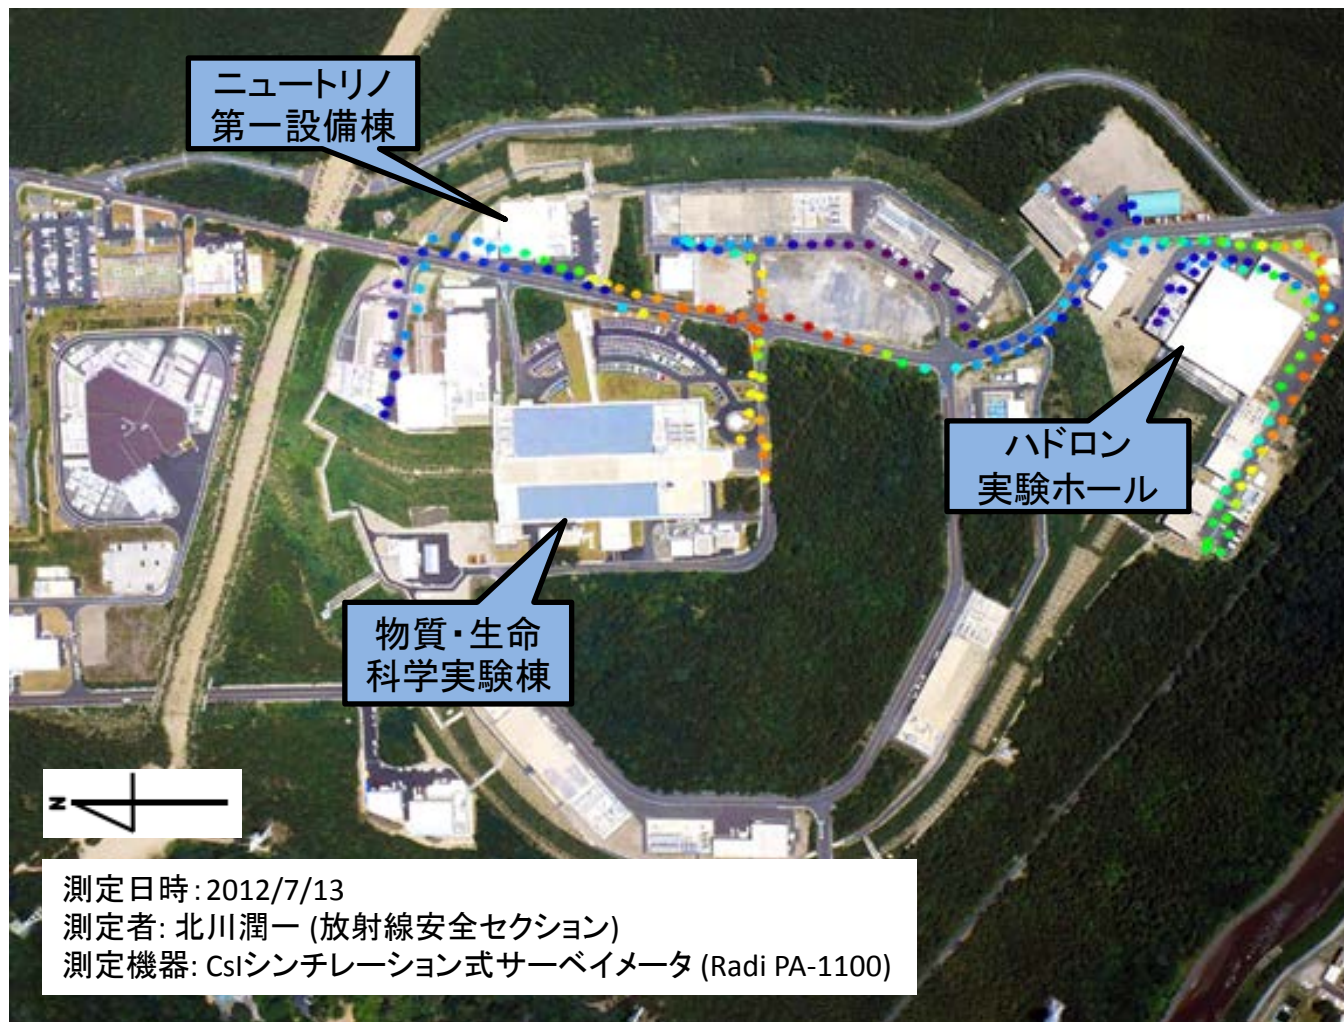 ニュートリノ
第一設備棟
ハドロン
実験ホール
物質・生命
科学実験棟
N
測定日時：2012/7/13
測定者: 北川潤一 (放射線安全セクション)
測定機器: CsIシンチレーション式サーベイメータ (Radi PA-1100)